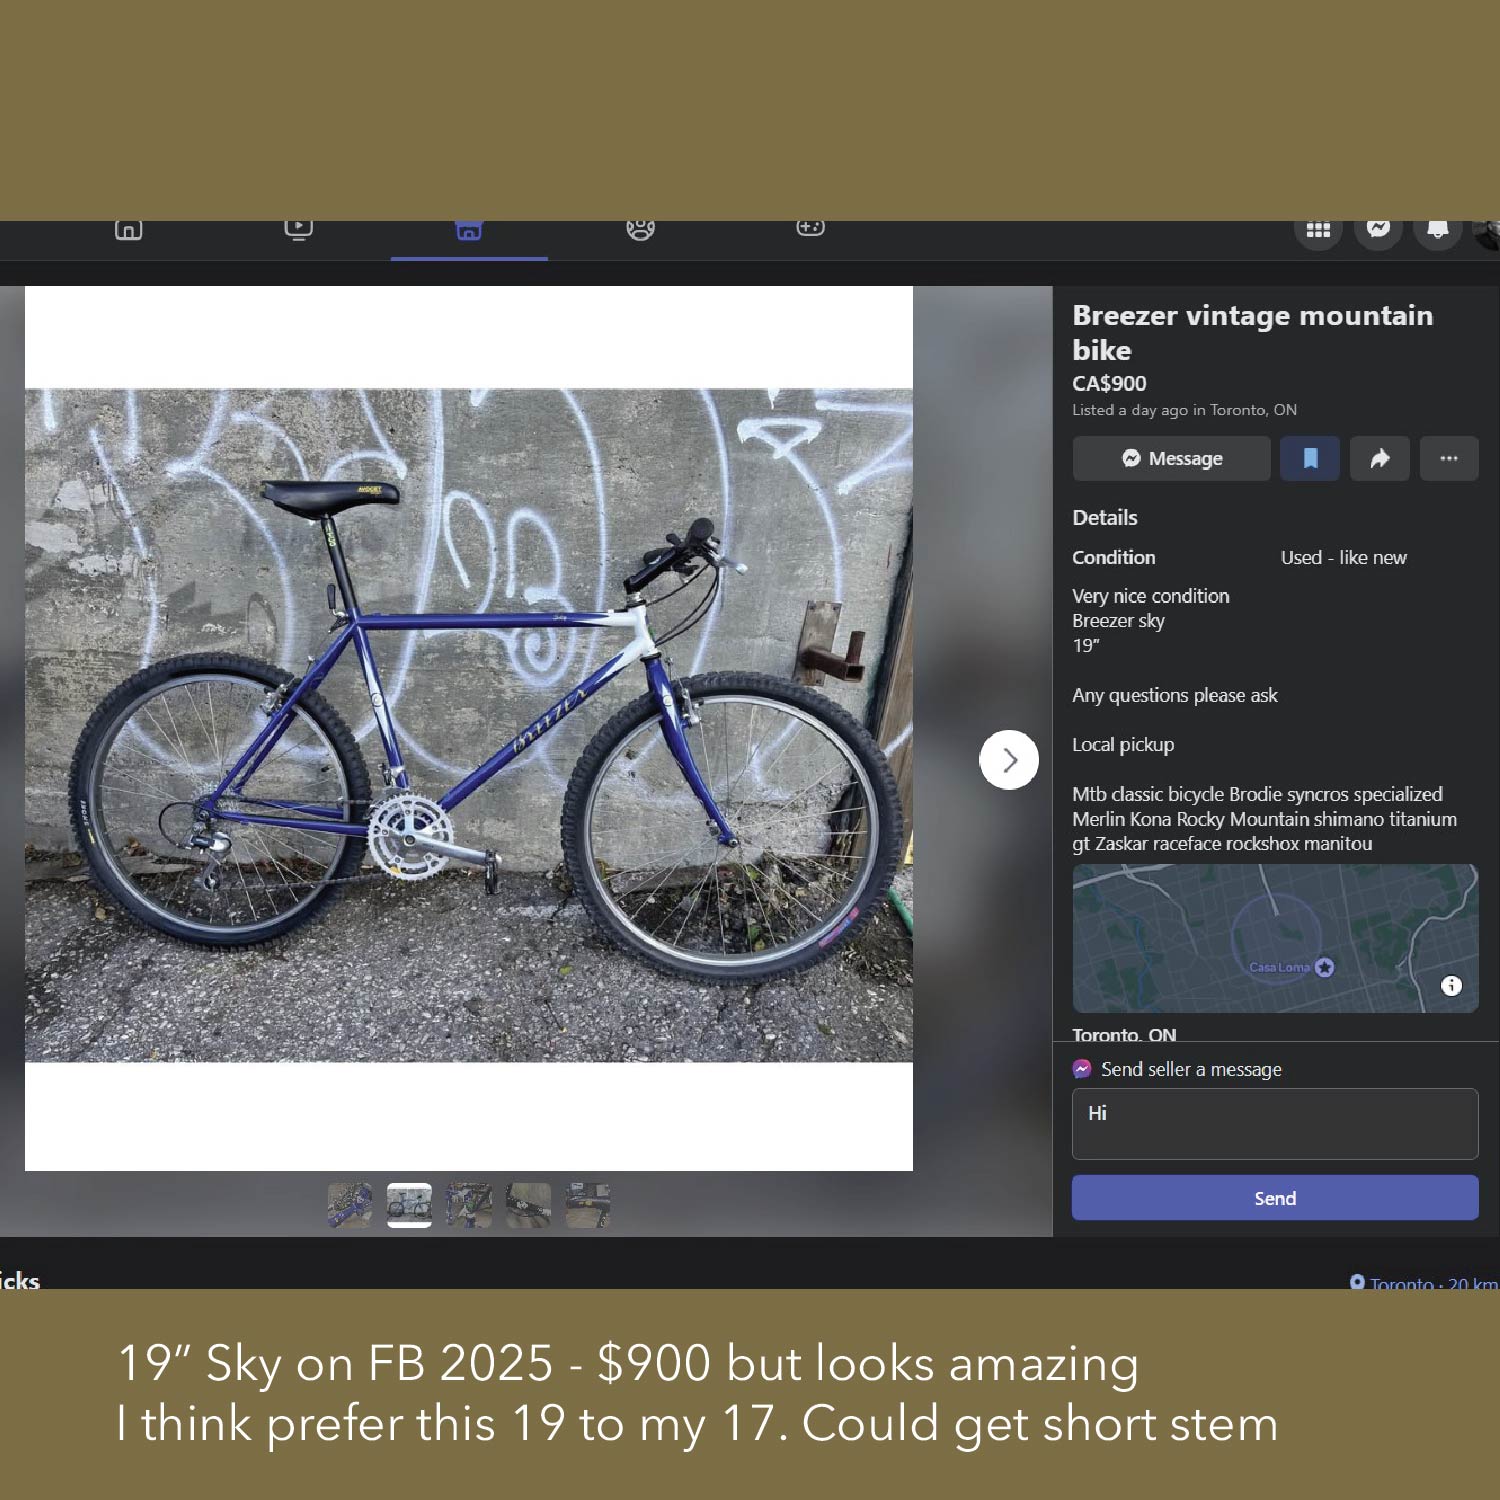 Breezer vintage mountain
bike
CA$900
Listed a day ago in Toronto, ON
Message
Details
Condition Used - like new
Very nice condition
Breezer sky
19”
Any questions please ask
Local pickup
Mtb classic bicycle Brodie syncros specialized
Merlin Kona Rocky Mountain shimano titanium
gt Zaskar raceface rockshox manitou
Casa Loma
Toronto, ON
Send seller a message
Hi
Send
AVOCET
BREEZER
icks
Toronto · 20 km
19” Sky on FB 2025 - $900 but looks amazing
I think prefer this 19 to my 17. Could get short stem